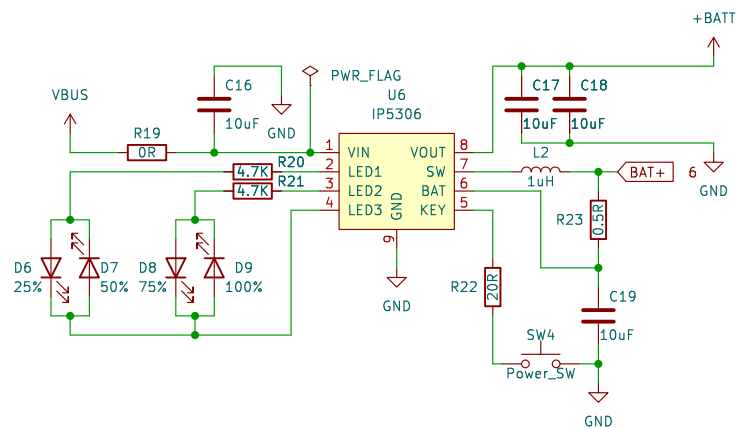 +BATT
C16
10uF
GND
PWR_FLAG
VBUS
R19
0R
U6
IP5306
C17
C18
10uF
10uF
1
VIN
VOUT
8
2
LED1
SW
7
3
LED2
BAT
6
4
LED3
KEY
5
GND
9
R20
4.7K
R21
4.7K
L2
1uH
BAT+
6
GND
R23
0.5R
D6
25%
D7
50%
D8
75%
D9
100%
GND
R22
20R
C19
10uF
SW4
Power_SW
GND